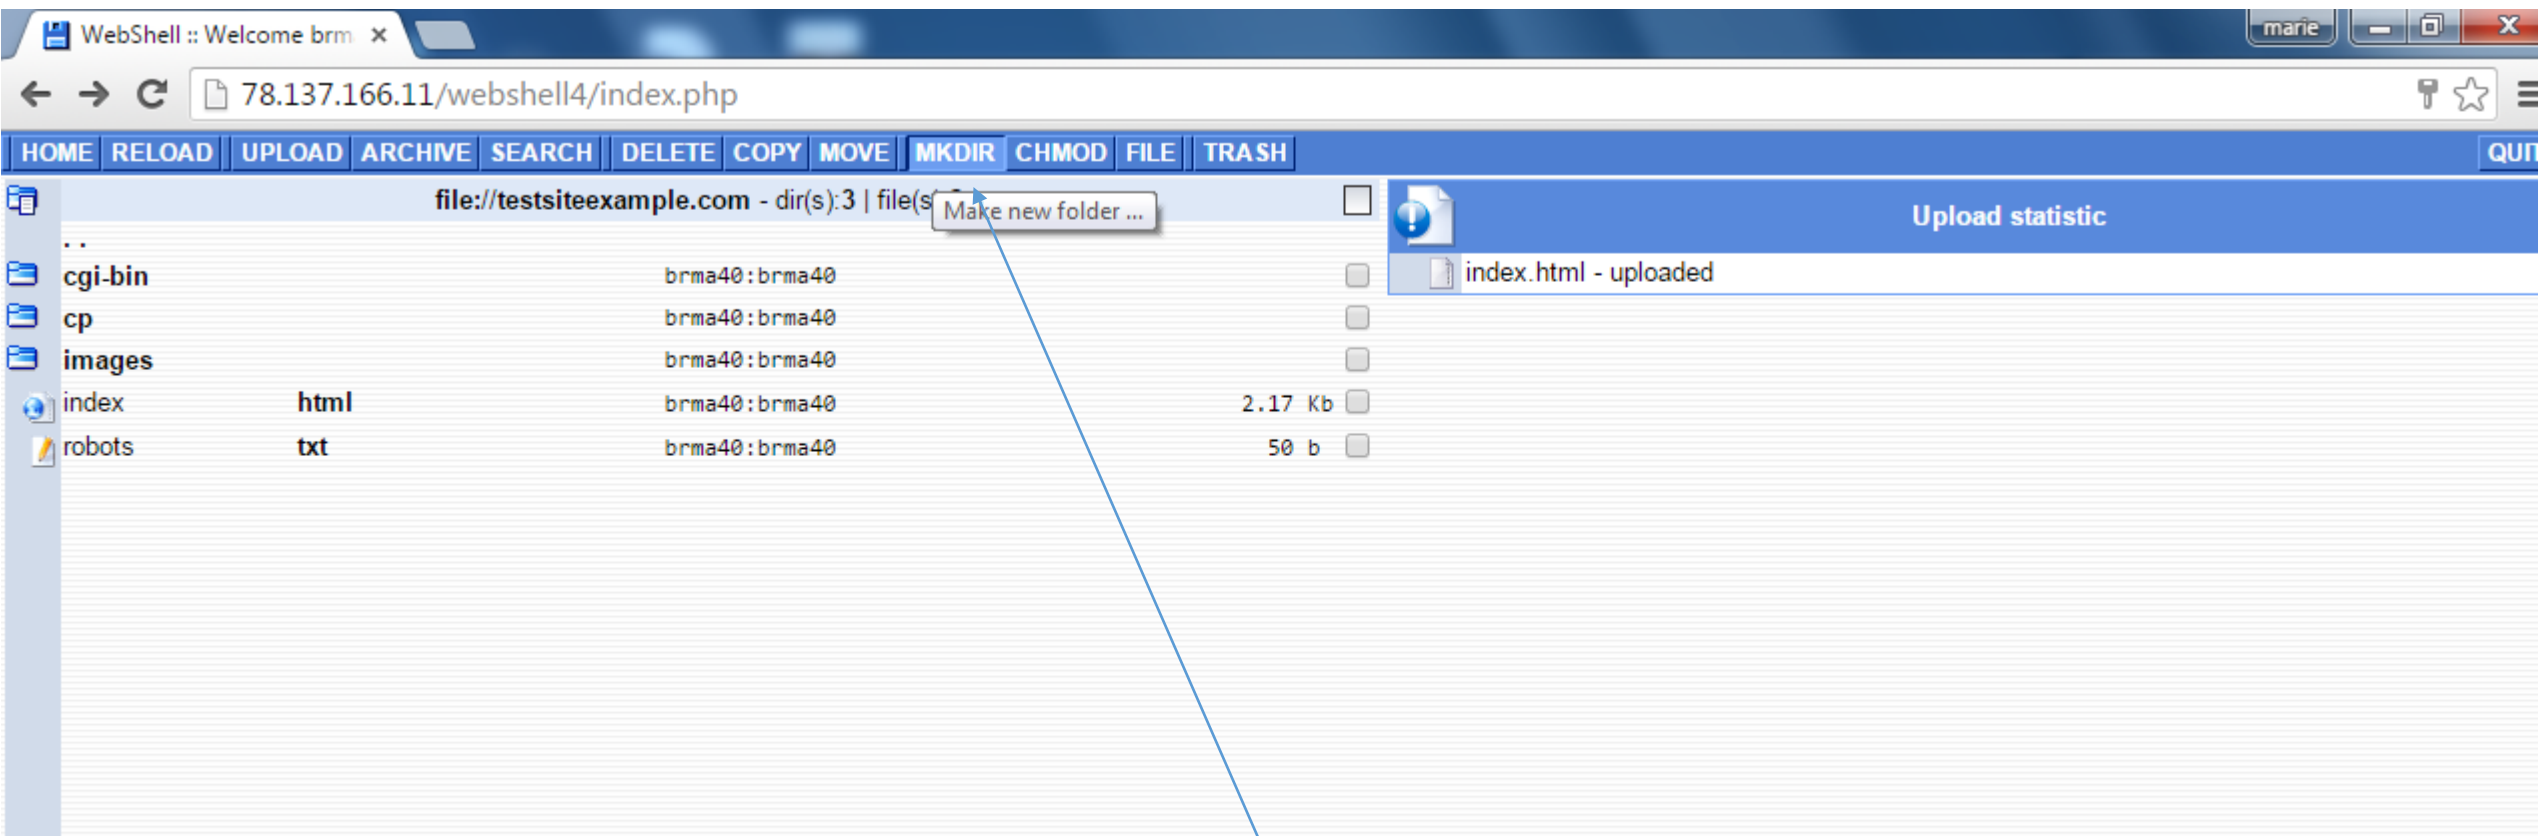 WebShell :: Welcome brm
marie
78.137.166.11/webshell4/index.php
HOME RELOAD UPLOAD ARCHIVE SEARCH DELETE COPY MOVE MKDIR CHMOD FILE TRASH QUIT
file://testsiteexample.com - dir(s):3 | file(s
Make new folder ...
Upload statistic
. .
cgi-bin brma40:brma40
index.html - uploaded
cp brma40:brma40
images brma40:brma40
index html brma40:brma40 2.17 Kb
robots txt brma40:brma40 50 b